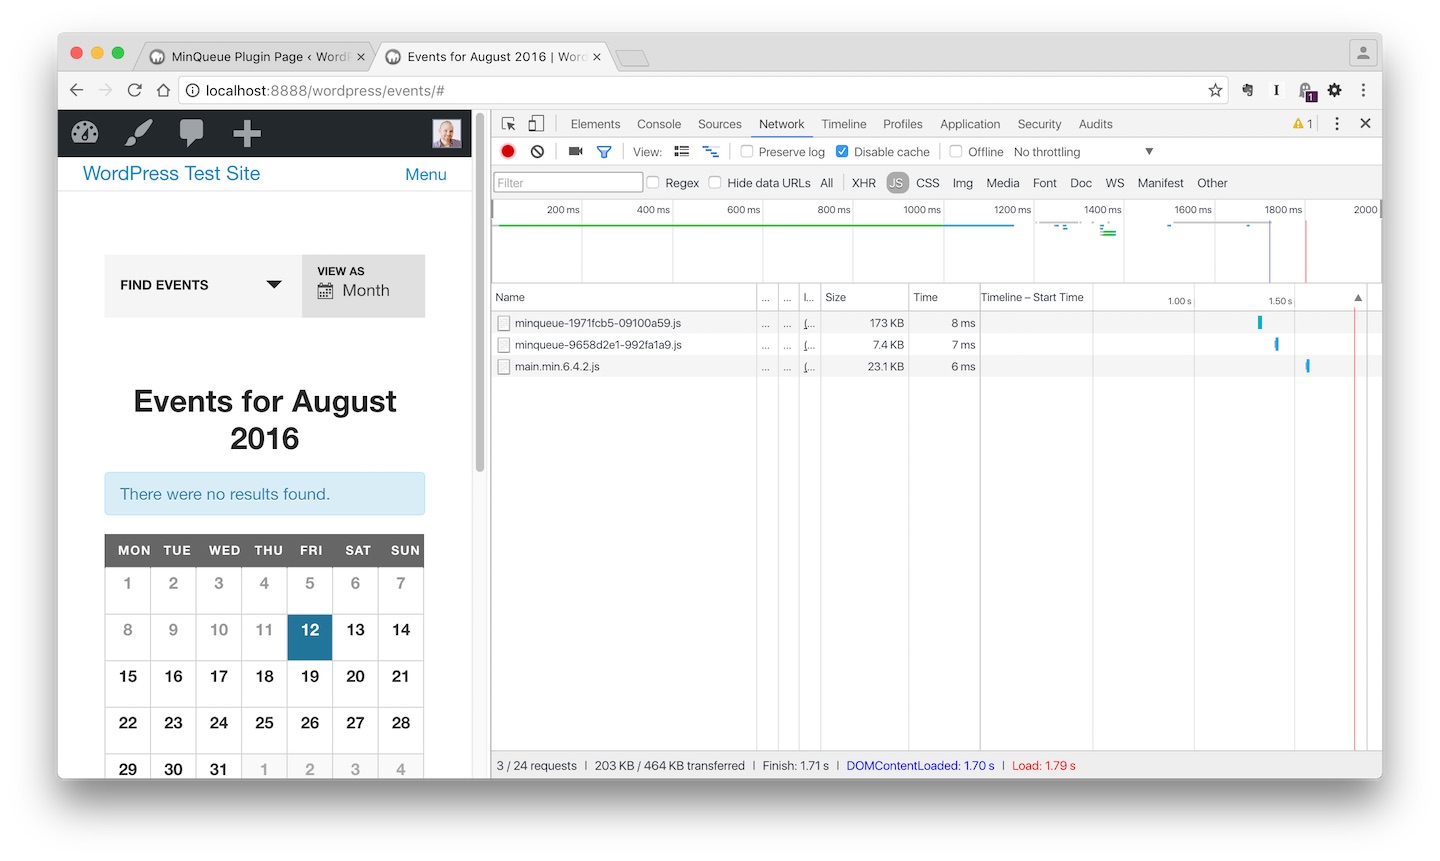 MinQueue Plugin Page ‹ WordP
Events for August 2016 | Word
localhost:8888/wordpress/events/#
1
WordPress Test Site
Menu
FIND EVENTS
VIEW AS
Month
Events for August
2016
There were no results found.
MON TUE WED THU FRI SAT SUN
1 2 3 4 5 6 7
8 9 10 11 12 13 14
15 16 17 18 19 20 21
22 23 24 25 26 27 28
29 30 31 1 2 3 4
Elements Console Sources Network Timeline Profiles Application Security Audits 1
View: Preserve log Disable cache Offline No throttling
Filter Regex Hide data URLs All XHR JS CSS Img Media Font Doc WS Manifest Other
200 ms 400 ms 600 ms 800 ms 1000 ms 1200 ms 1400 ms 1600 ms 1800 ms 2000
Name ... ... I... Size Time Timeline – Start Time 1.00 s 1.50 s
minqueue-1971fcb5-09100a59.js ... ... (... 173 KB 8 ms
minqueue-9658d2e1-992fa1a9.js ... ... (... 7.4 KB 7 ms
main.min.6.4.2.js ... ... (... 23.1 KB 6 ms
3 / 24 requests | 203 KB / 464 KB transferred | Finish: 1.71 s | DOMContentLoaded: 1.70 s | Load: 1.79 s